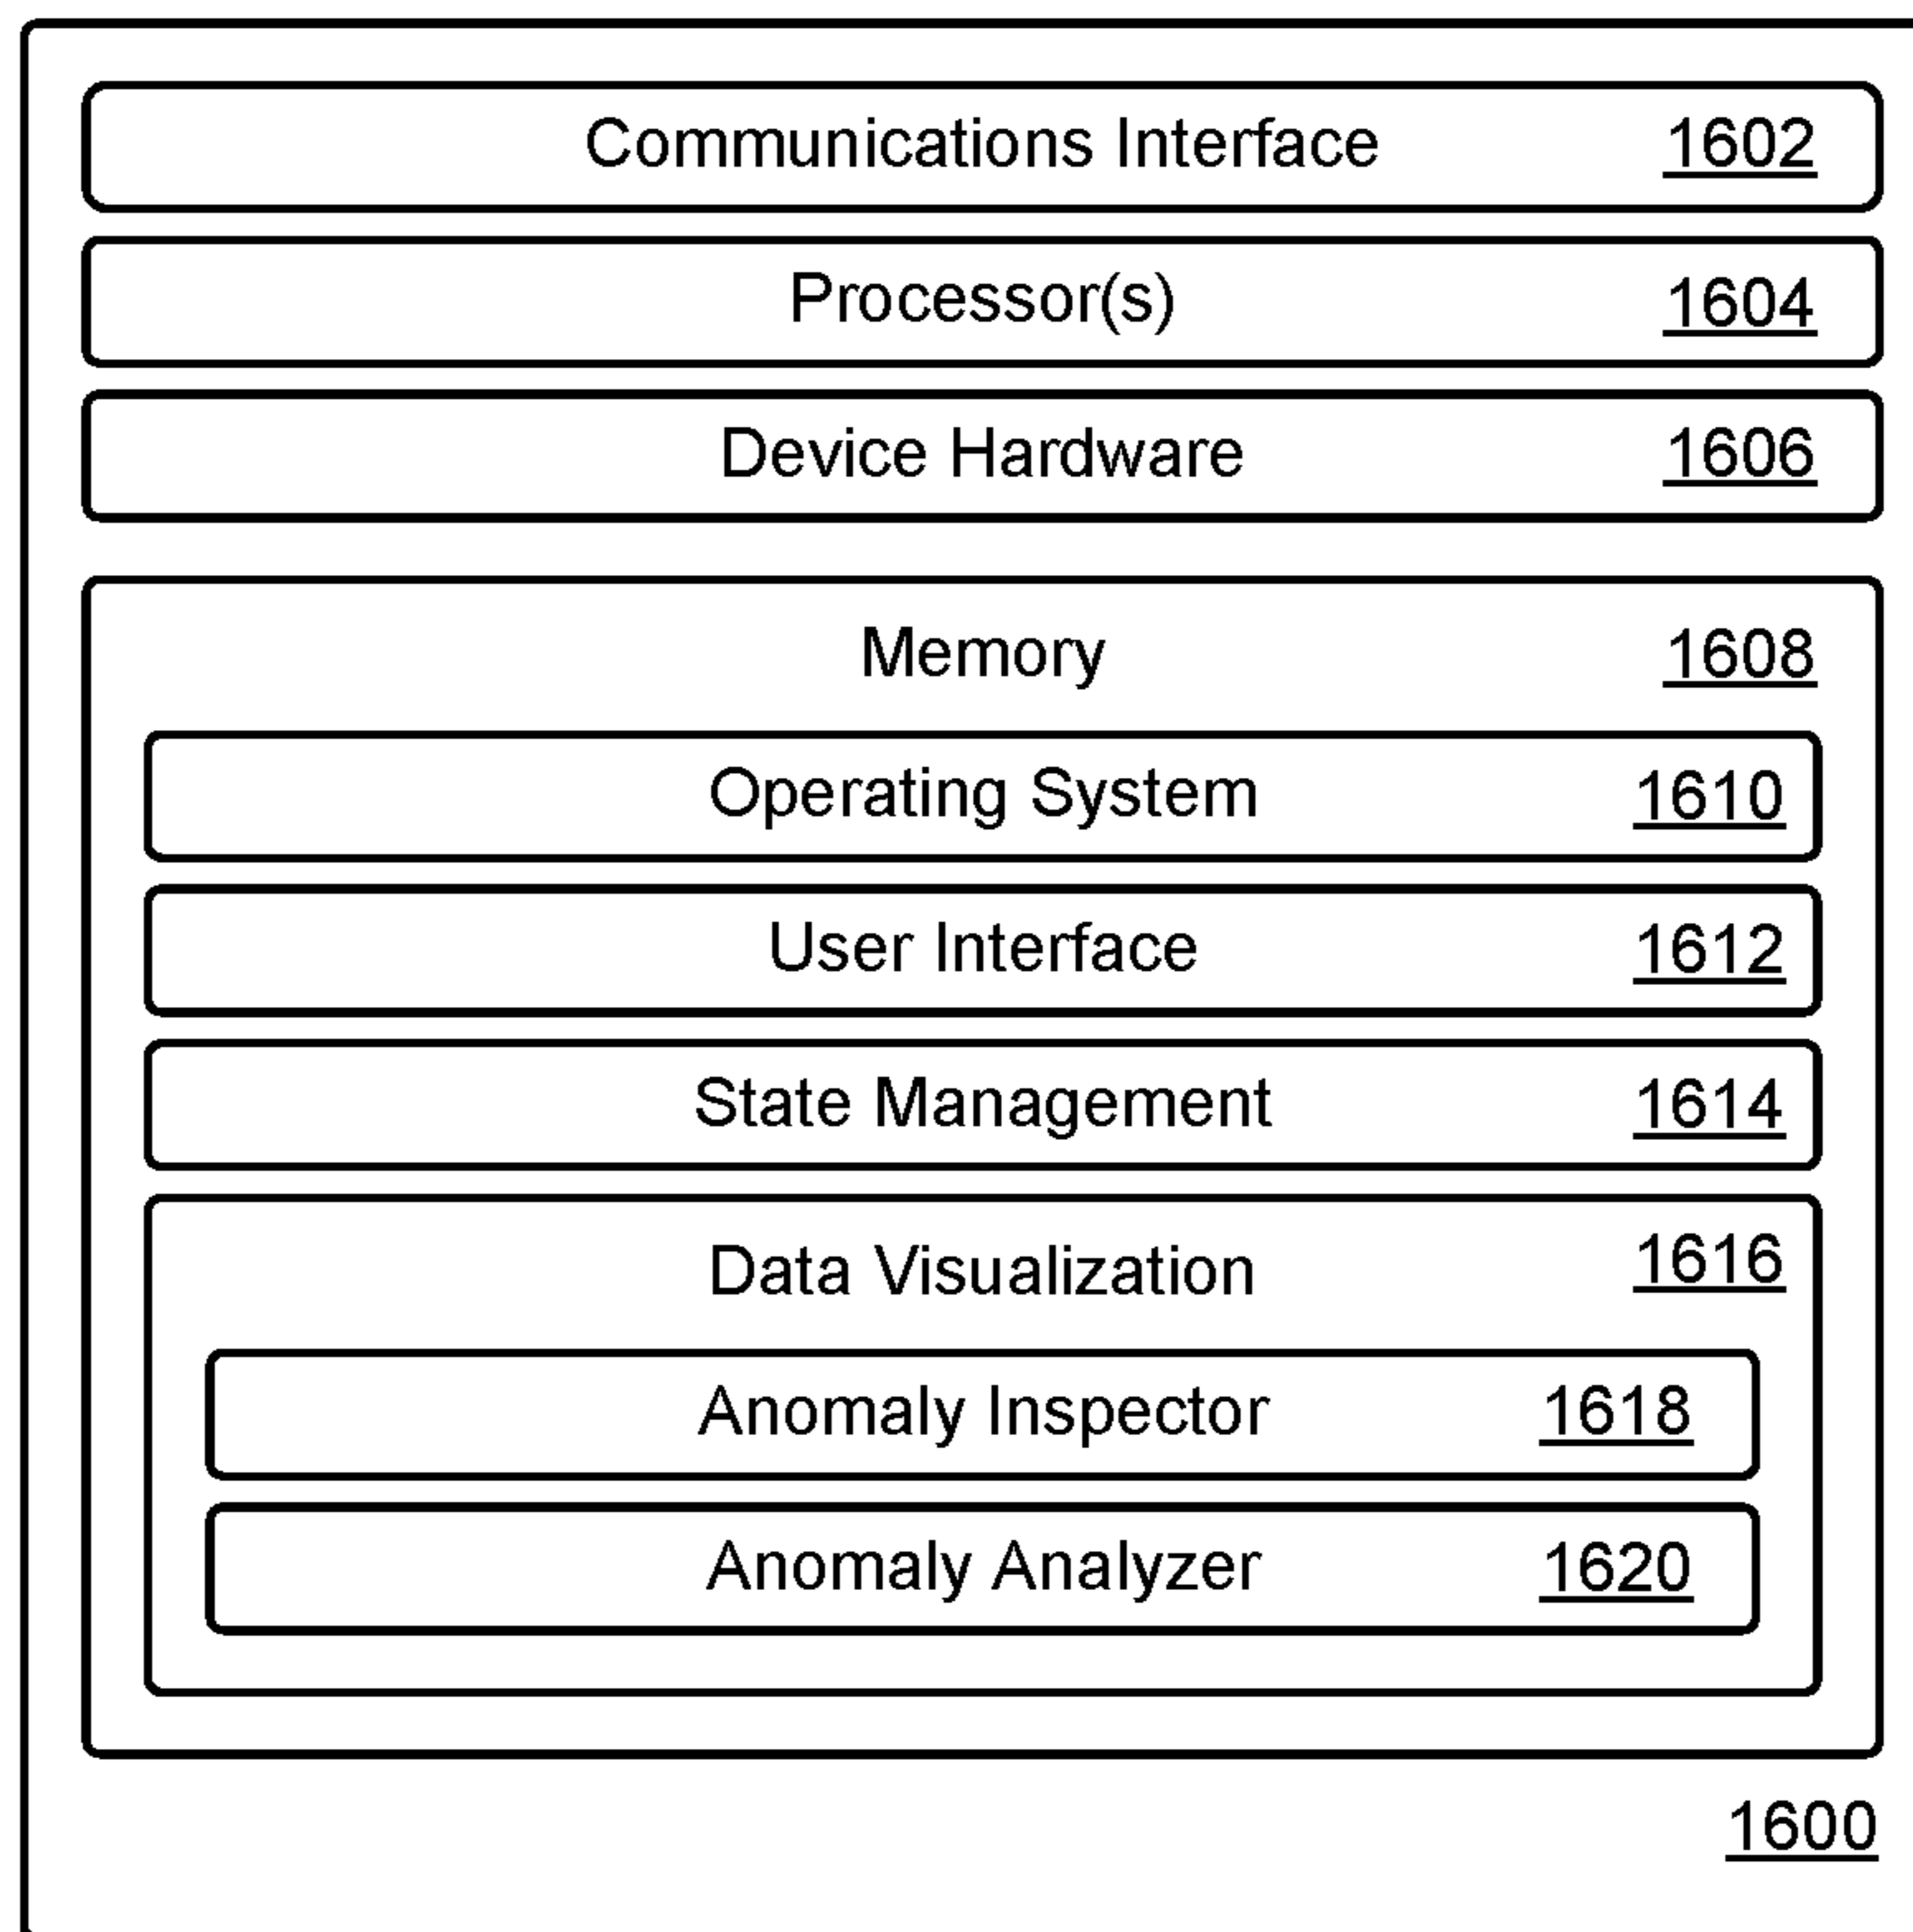 Communications Interface 1602
Processor(s) 1604
Device Hardware 1606
Memory 1608
Operating System 1610
User Interface 1612
State Management 1614
Data Visualization 1616
Anomaly Inspector 1618
Anomaly Analyzer 1620
1600